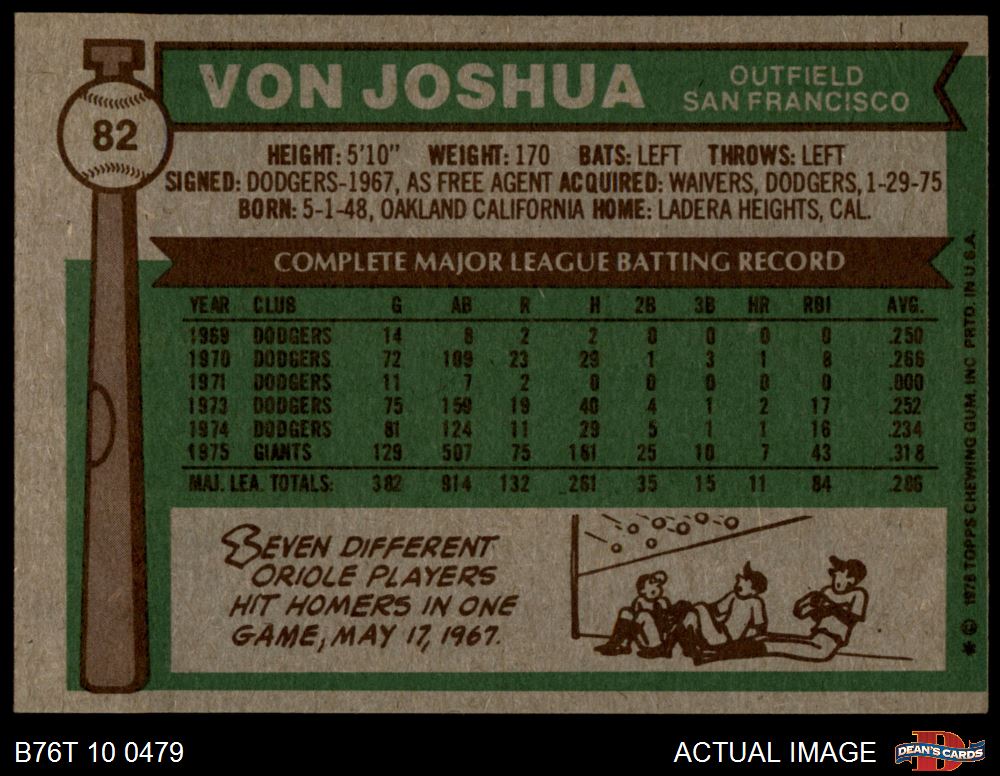 82
VON JOSHUA
OUTFIELD
SAN FRANCISCO
HEIGHT: 5'10" WEIGHT: 170 BATS: LEFT THROWS: LEFT
SIGNED: DODGERS-1967, AS FREE AGENT ACQUIRED: WAIVERS, DODGERS, 1-29-75
BORN: 5-1-48, OAKLAND CALIFORNIA HOME: LADERA HEIGHTS, CAL.
COMPLETE MAJOR LEAGUE BATTING RECORD
YEAR CLUB G AB R H 2B 3B HR RBI AVG.
1969 DODGERS 14 8 2 2 0 0 0 0 .250
1970 DODGERS 72 109 23 29 1 3 1 8 .266
1971 DODGERS 11 7 2 0 0 0 0 0 .000
1973 DODGERS 75 159 19 40 4 1 2 17 .252
1974 DODGERS 81 124 11 29 5 1 1 16 .234
1975 GIANTS 129 507 75 161 25 10 7 43 .318
MAJ. LEA. TOTALS: 382 914 132 261 35 15 11 84 .286
SEVEN DIFFERENT
ORIOLE PLAYERS
HIT HOMERS IN ONE
GAME, MAY 17, 1967.
* © 1976 TOPPS CHEWING GUM, INC. PRTD. IN U.S.A.
B76T 10 0479
ACTUAL IMAGE
DEAN'S CARDS